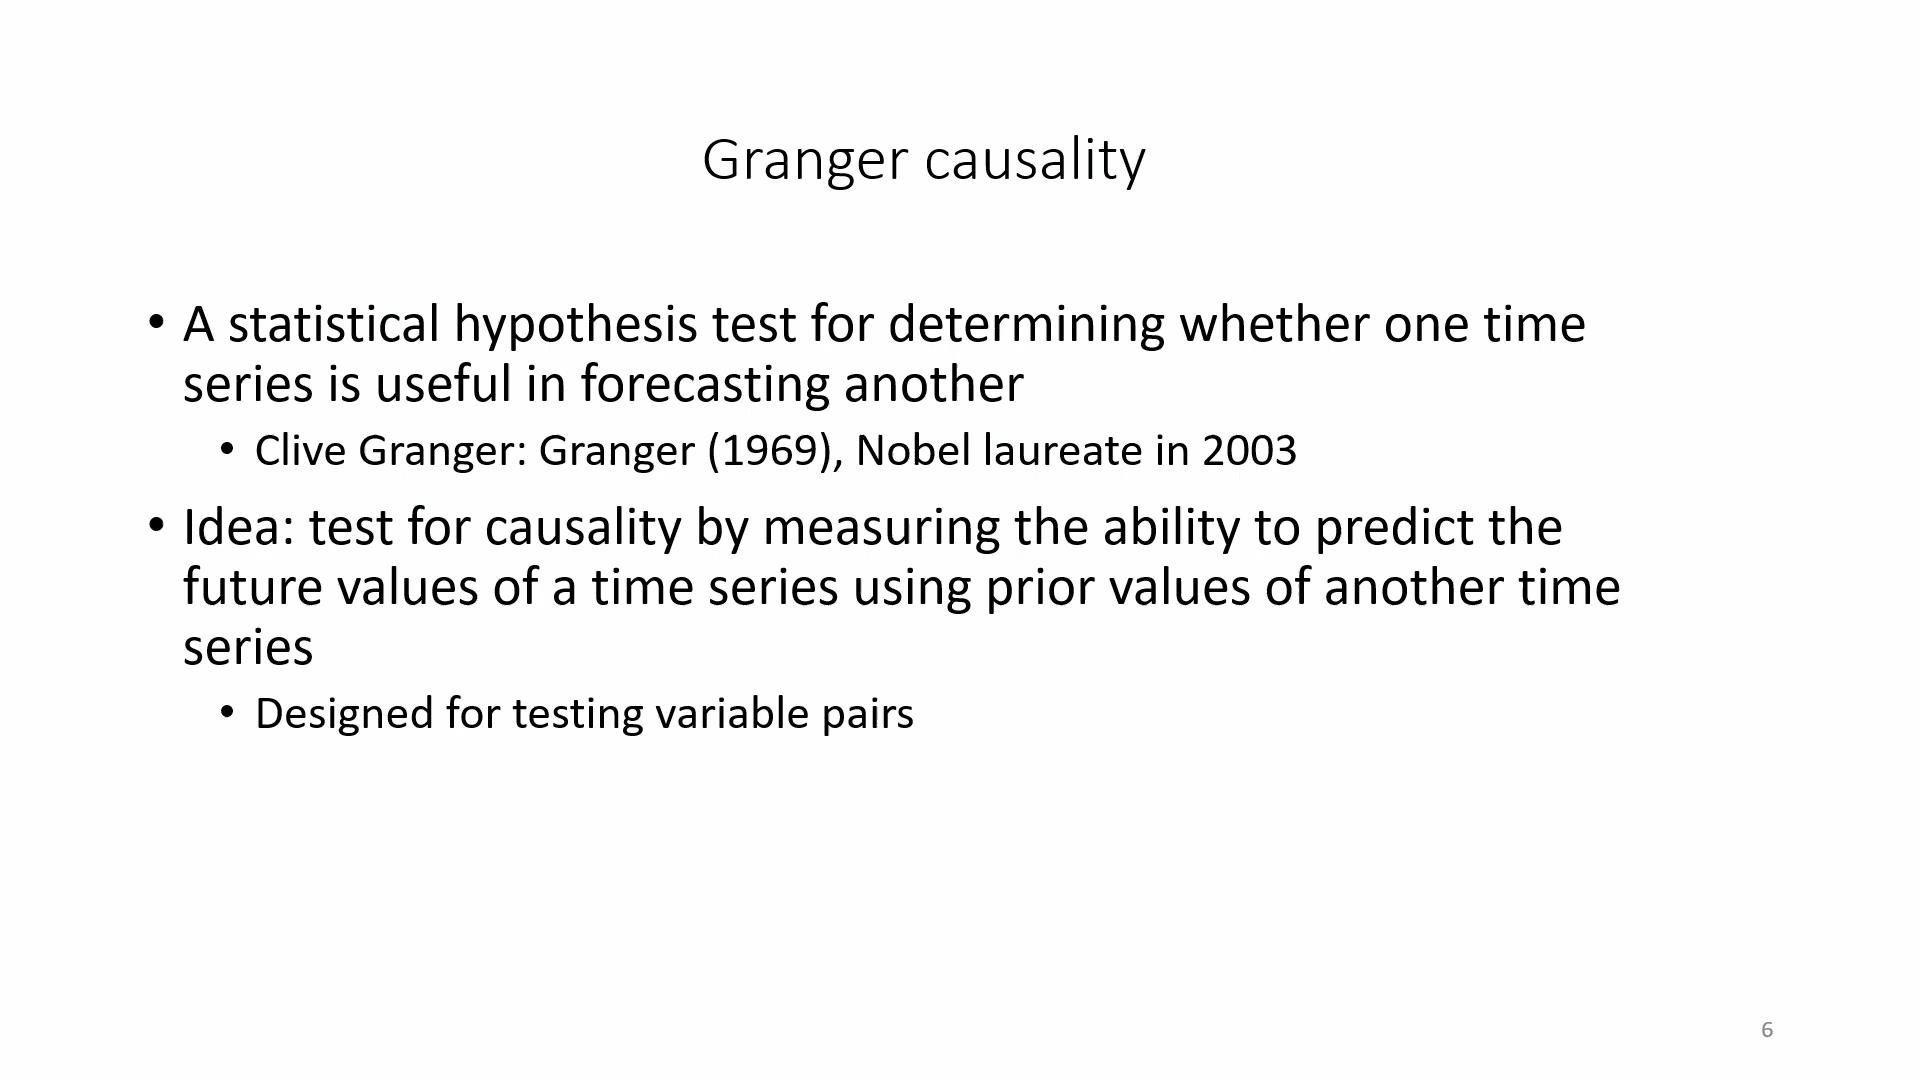 Granger causality
• A statistical hypothesis test for determining whether one time
series is useful in forecasting another
• Clive Granger: Granger (1969), Nobel laureate in 2003
• Idea: test for causality by measuring the ability to predict the
future values of a time series using prior values of another time
series
• Designed for testing variable pairs
6